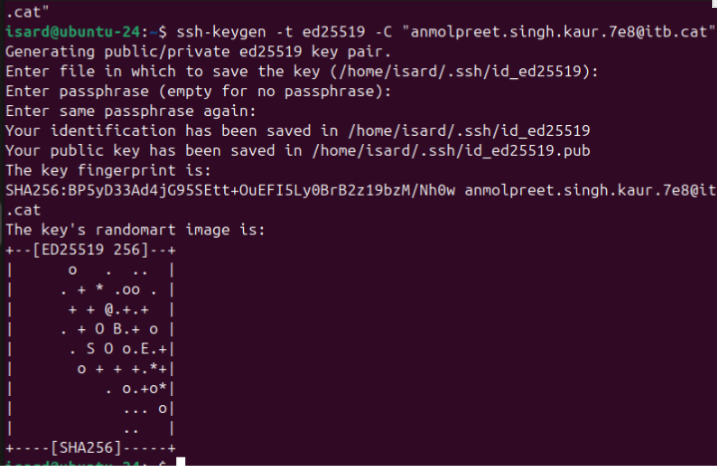 .cat"
isard@ubuntu-24:~$ ssh-keygen -t ed25519 -C "anmolpreet.singh.kaur.7e8@itb.cat"
Generating public/private ed25519 key pair.
Enter file in which to save the key (/home/isard/.ssh/id_ed25519):
Enter passphrase (empty for no passphrase):
Enter same passphrase again:
Your identification has been saved in /home/isard/.ssh/id_ed25519
Your public key has been saved in /home/isard/.ssh/id_ed25519.pub
The key fingerprint is:
SHA256:BP5yD33Ad4jG95SEtt+OuEFI5Ly0BrB2z19bzM/Nh0w anmolpreet.singh.kaur.7e8@it
.cat
The key's randomart image is:
+--[ED25519 256]--+
|      o   .  ..  |
|     . + * .oo . |
|      + + @.+.+  |
|     . + O B.+ o |
|      . S O o.E.+|
|       o + + +.*+|
|          . o.+o*|
|            ... o|
|            ..   |
+----[SHA256]-----+
isard@ubuntu-24:~$